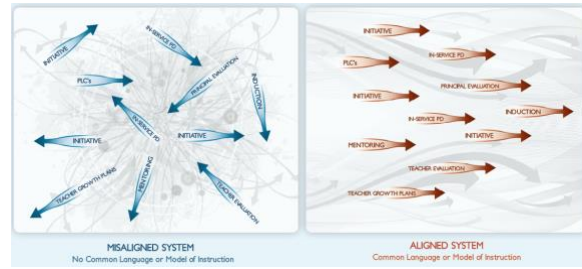 INITIATIVE
IN-SERVICE PD
PLC's
PRINCIPAL EVALUATION
INDUCTION
IN-SERVICE PD
INITIATIVE
INITIATIVE
MENTORING
TEACHER EVALUATION
TEACHER GROWTH PLANS
MISALIGNED SYSTEM
No Common Language or Model of Instruction
INITIATIVE
IN-SERVICE PD
PLC's
PRINCIPAL EVALUATION
INITIATIVE
INDUCTION
IN-SERVICE PD
INITIATIVE
MENTORING
TEACHER EVALUATION
TEACHER GROWTH PLANS
ALIGNED SYSTEM
Common Language or Model of Instruction